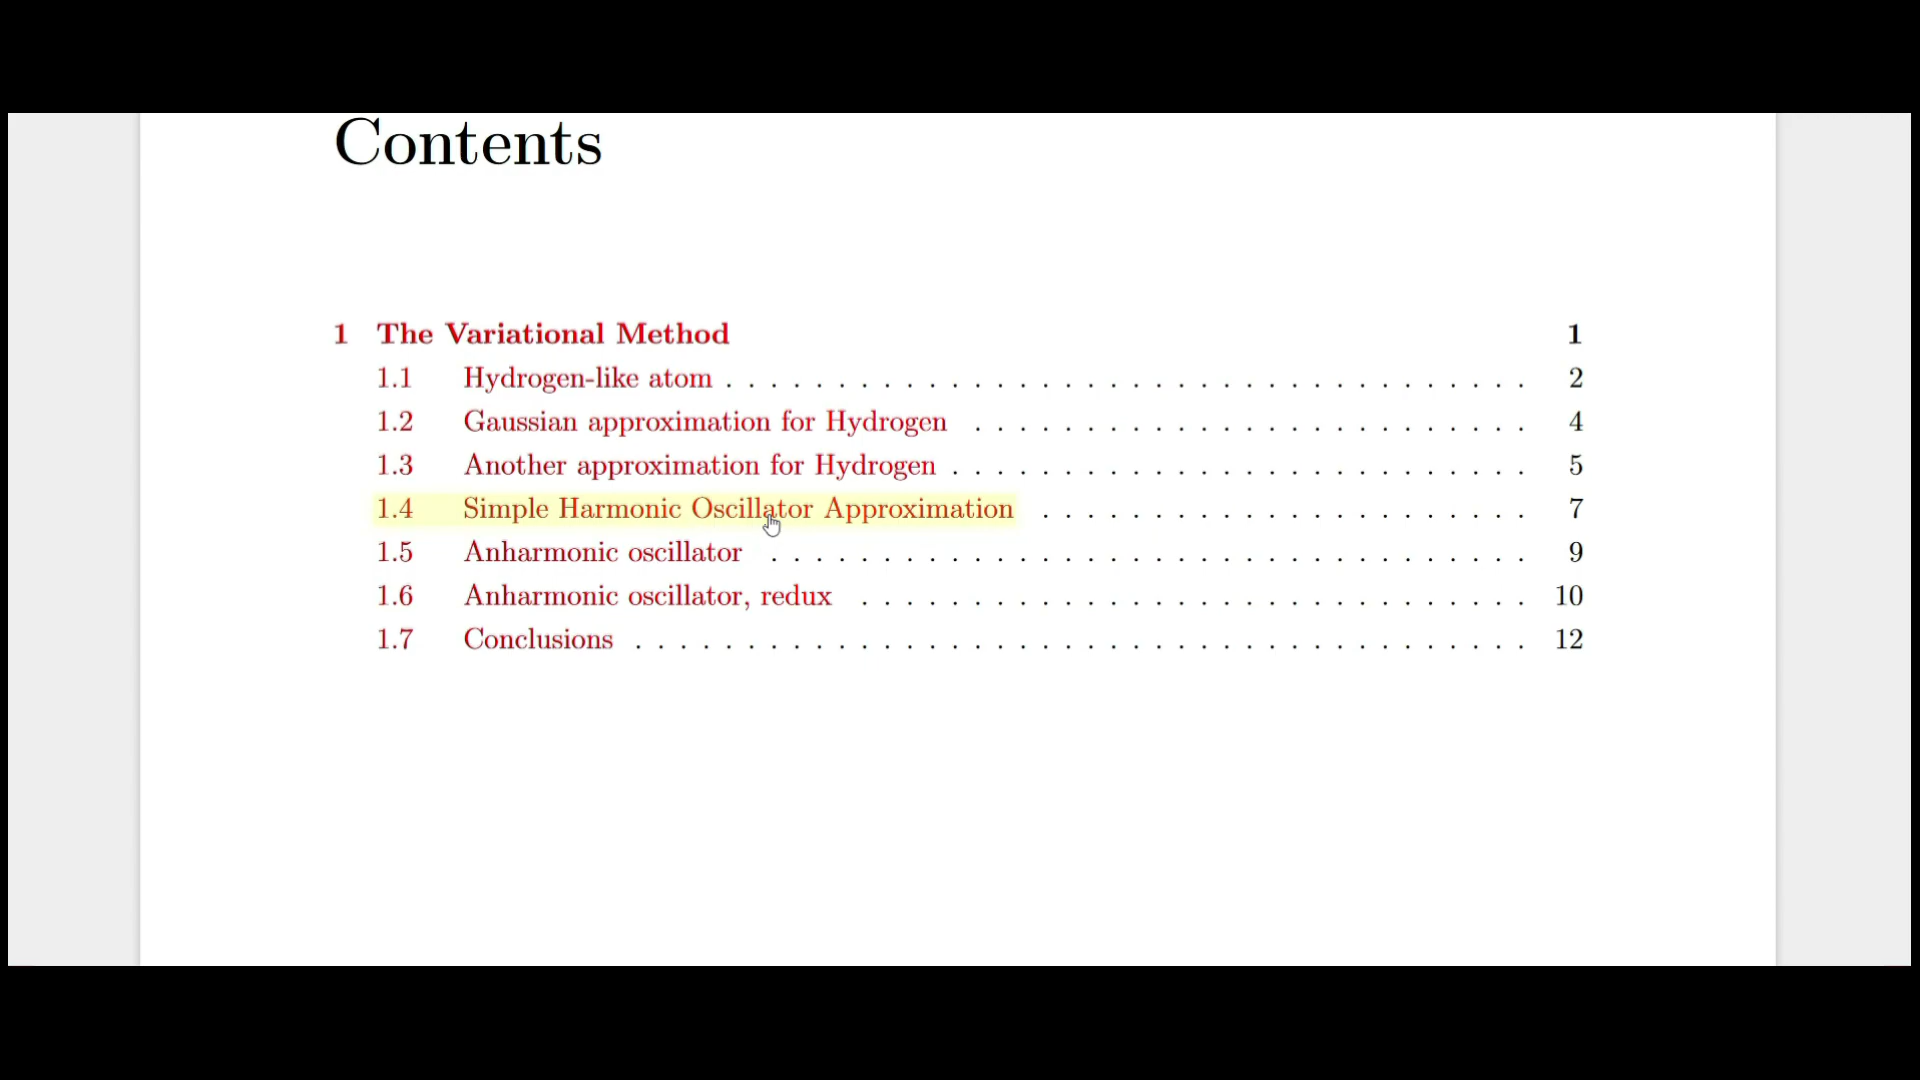 Contents
1 The Variational Method 1
1.1 Hydrogen-like atom . . . . . . . . . . . . . . . . . . . . . . . . . . . . . . . . . . . . 2
1.2 Gaussian approximation for Hydrogen . . . . . . . . . . . . . . . . . . . . . . . . . 4
1.3 Another approximation for Hydrogen . . . . . . . . . . . . . . . . . . . . . . . . . . 5
1.4 Simple Harmonic Oscillator Approximation . . . . . . . . . . . . . . . . . . . . . . 7
1.5 Anharmonic oscillator . . . . . . . . . . . . . . . . . . . . . . . . . . . . . . . . . . 9
1.6 Anharmonic oscillator, redux . . . . . . . . . . . . . . . . . . . . . . . . . . . . . . 10
1.7 Conclusions . . . . . . . . . . . . . . . . . . . . . . . . . . . . . . . . . . . . . . . . 12